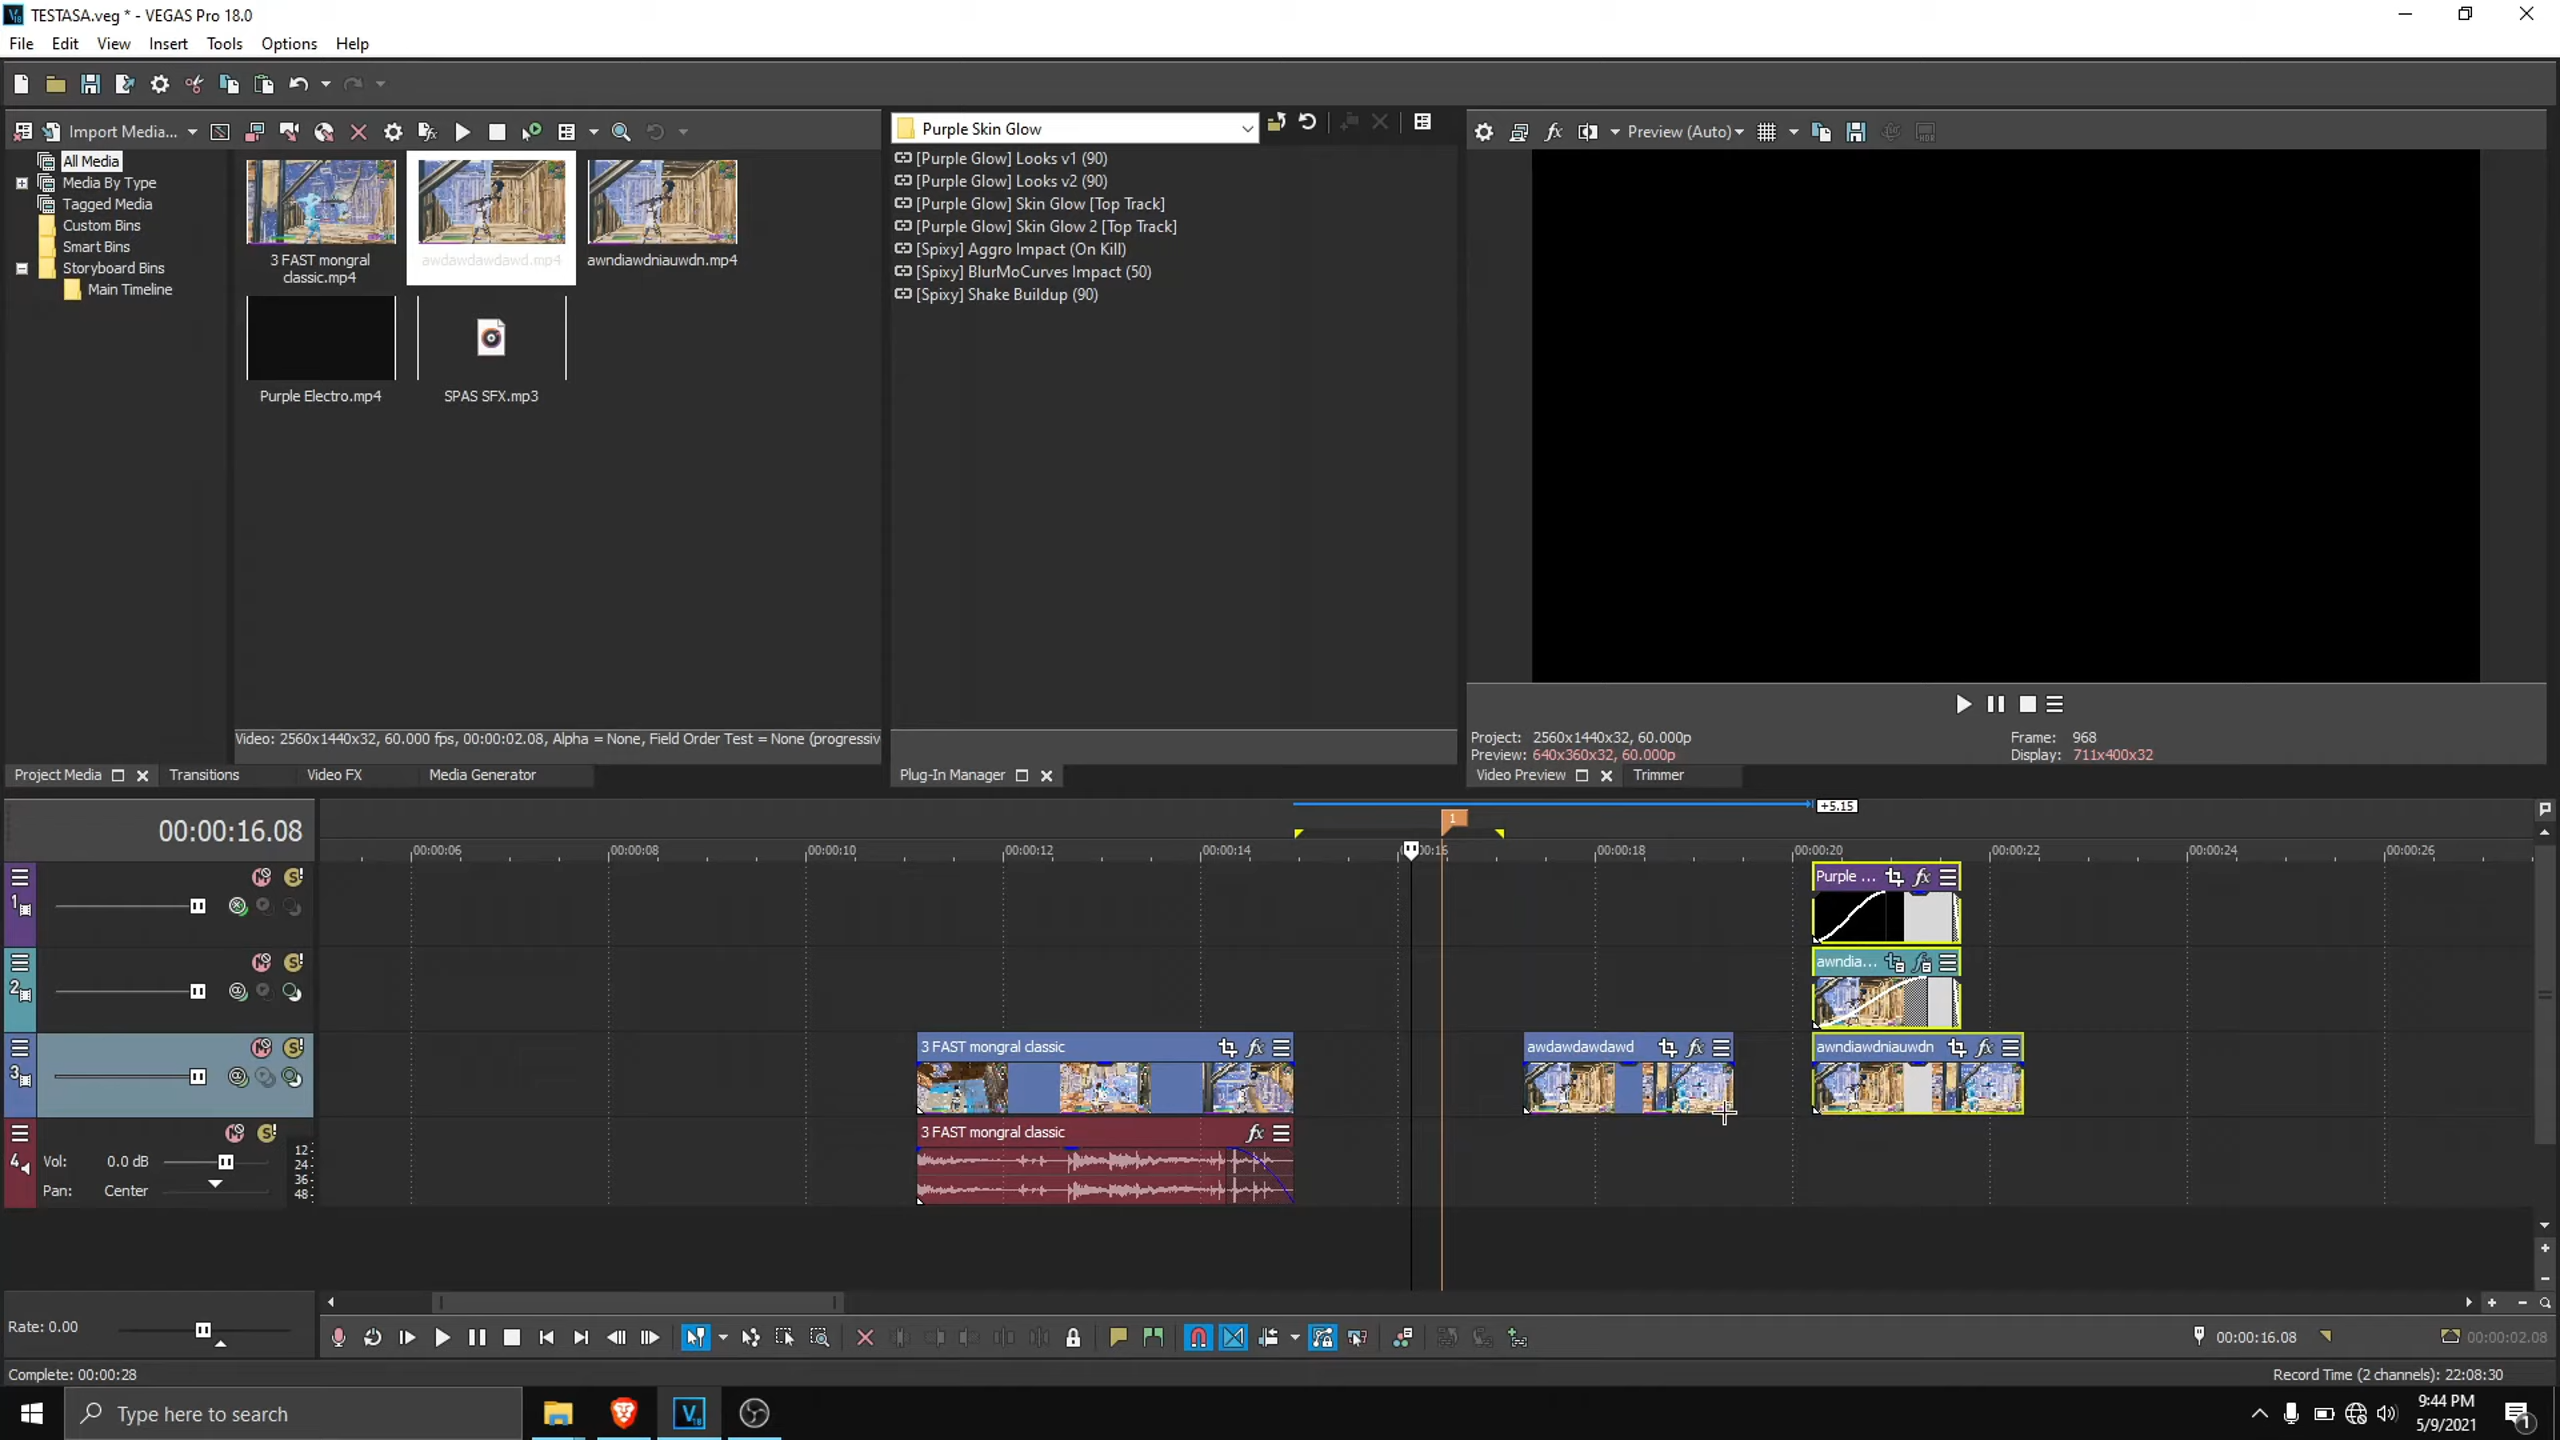 TESTASA.veg * - VEGAS Pro 18.0
File Edit View Insert Tools Options Help
Import Media...
All Media
Media By Type
Tagged Media
Custom Bins
Smart Bins
Storyboard Bins
Main Timeline
3 FAST mongral
classic.mp4
awdawdawdawd.mp4
awndiawdniauwdn.mp4
Purple Electro.mp4
SPAS SFX.mp3
Video: 2560x1440x32, 60.000 fps, 00:00:02.08, Alpha = None, Field Order Test = None (progressiv
Project Media
Transitions
Video FX
Media Generator
Purple Skin Glow
[Purple Glow] Looks v1 (90)
[Purple Glow] Looks v2 (90)
[Purple Glow] Skin Glow [Top Track]
[Purple Glow] Skin Glow 2 [Top Track]
[Spixy] Aggro Impact (On Kill)
[Spixy] BlurMoCurves Impact (50)
[Spixy] Shake Buildup (90)
Plug-In Manager
Preview (Auto)
Project: 2560x1440x32, 60.000p
Preview: 640x360x32, 60.000p
Frame: 968
Display: 711x400x32
Video Preview
Trimmer
00:00:16.08
+5.15
1
00:00:06 00:00:08 00:00:10 00:00:12 00:00:14 00:16 00:00:18 00:00:20 00:00:22 00:00:24 00:00:26
1
Purple ...
2
awndia...
3
3 FAST mongral classic
awdawdawdawd
awndiawdniauwdn
4
Vol: 0.0 dB
Pan: Center
12
24
36
48
3 FAST mongral classic
Rate: 0.00
00:00:16.08
00:00:02.08
Complete: 00:00:28
Record Time (2 channels): 22:08:30
Type here to search
V
18
9:44 PM
5/9/2021
1